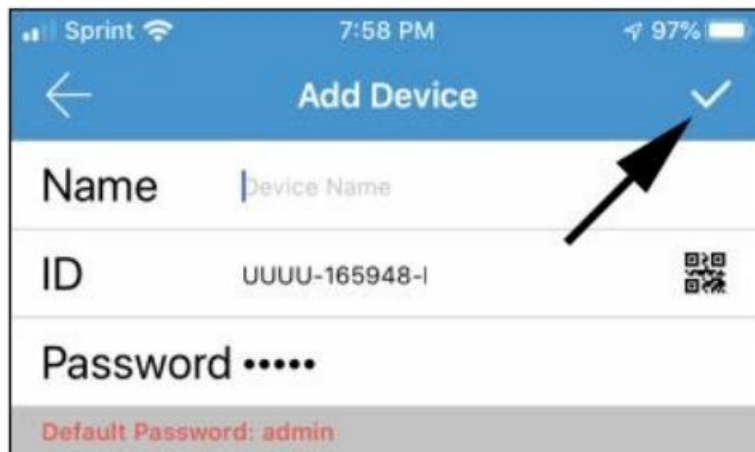 Sprint 7:58 PM 97%
Add Device
Name Device Name
ID UUUU-165948-
Password •••••
Default Password: admin